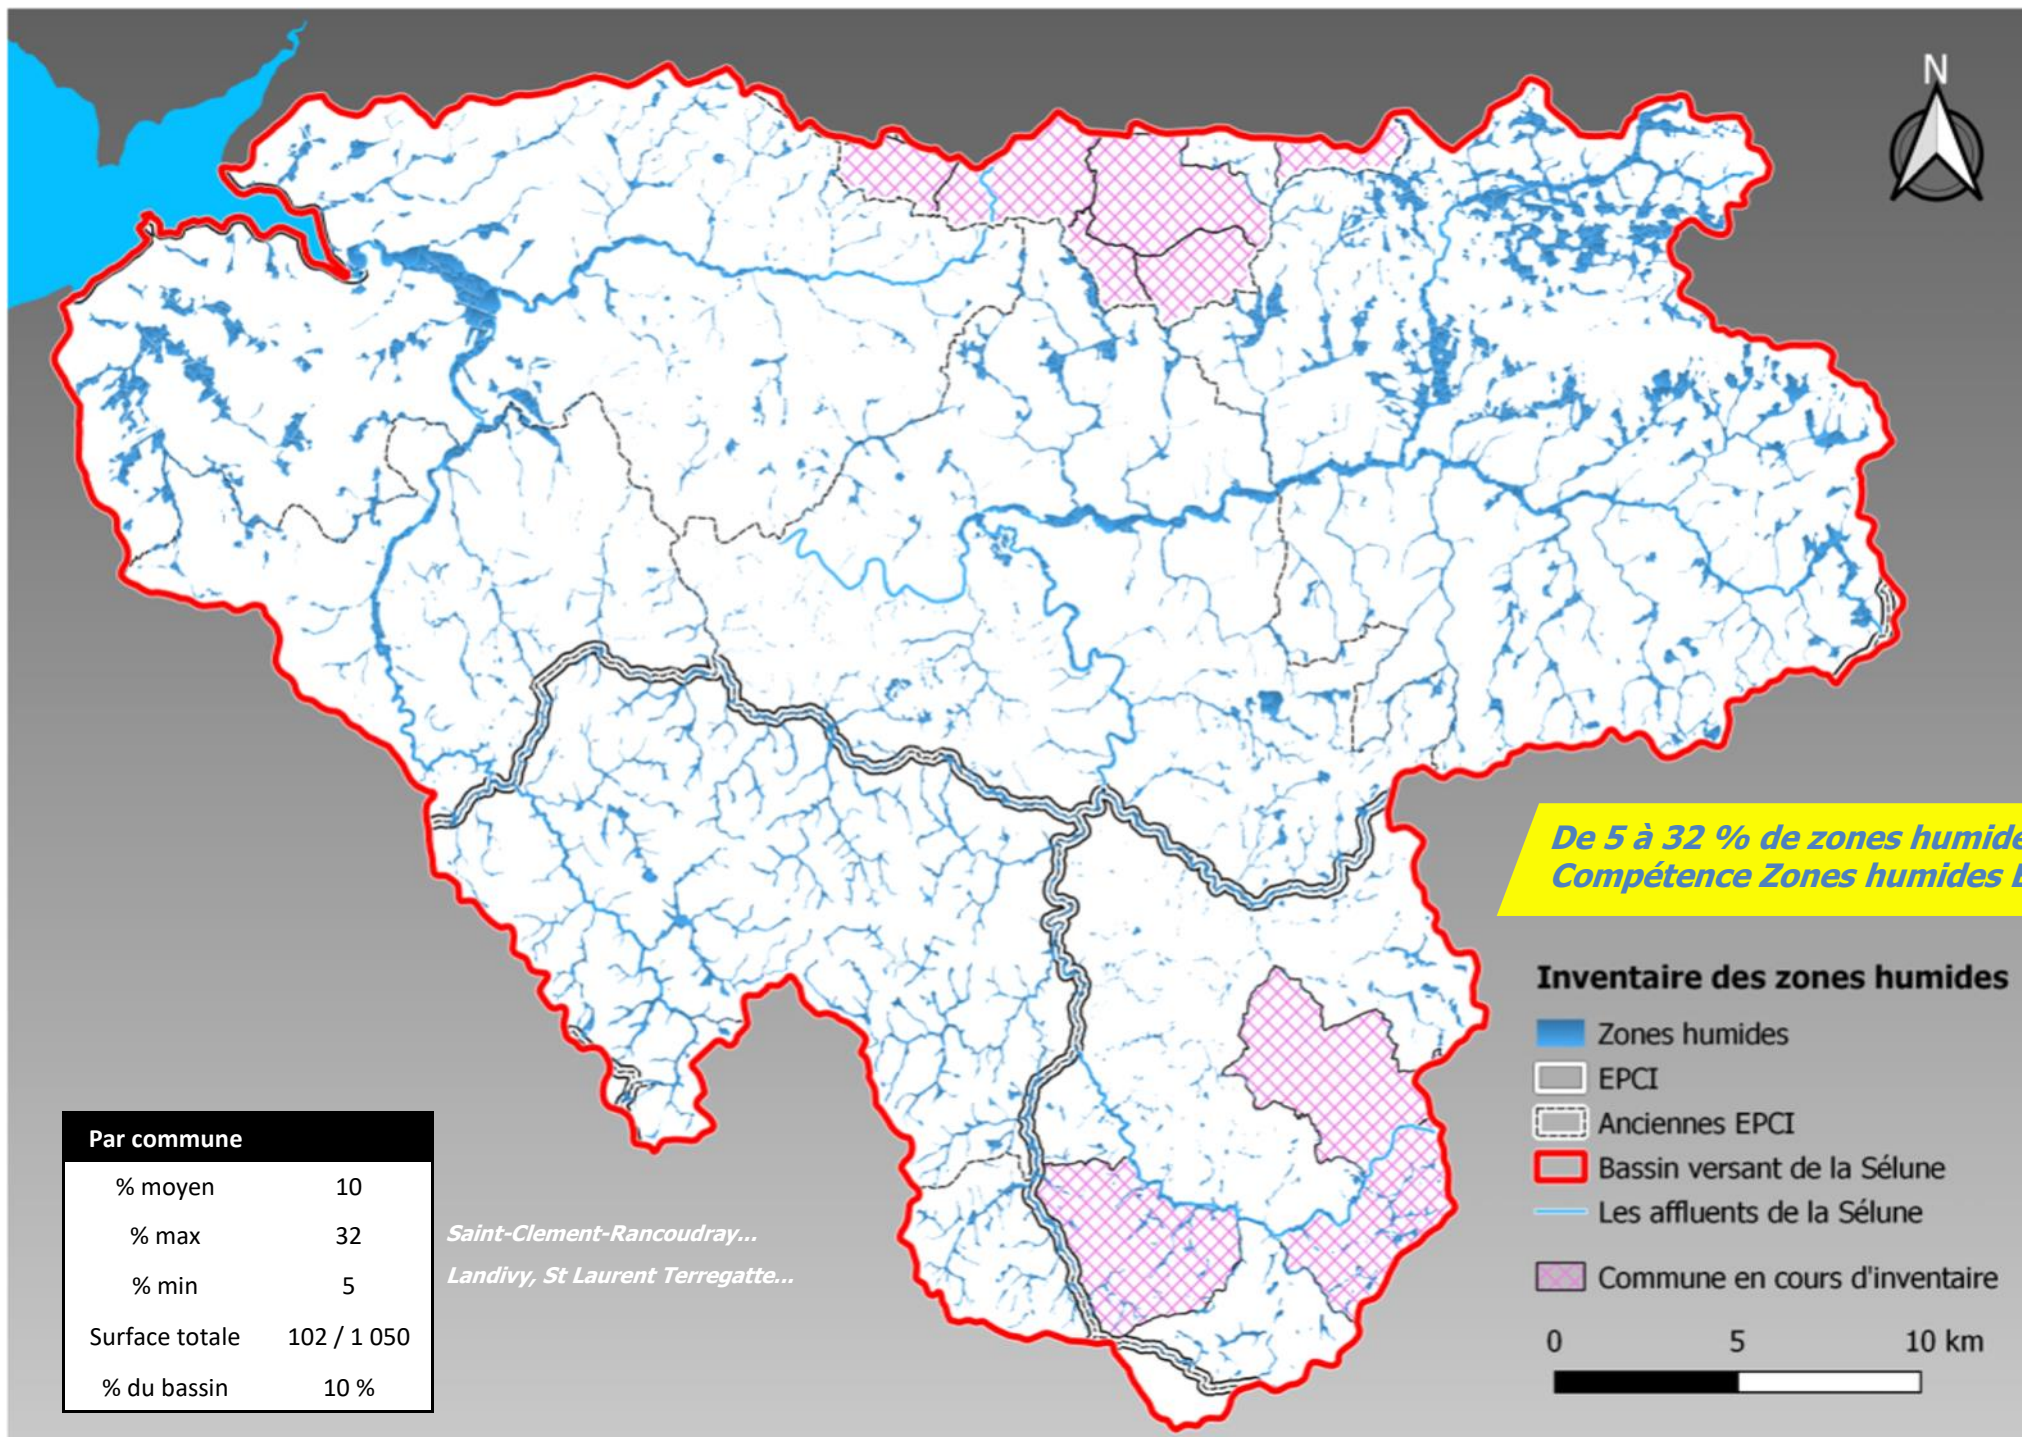 N
De 5 à 32 % de zones humide
Compétence Zones humides
Inventaire des zones humides
Zones humides
EPCI
Anciennes EPCI
Bassin versant de la Sélune
Les affluents de la Sélune
Commune en cours d'inventaire
0 5 10 km
Par commune
% moyen 10
% max 32
% min 5
Surface totale 102 / 1 050
% du bassin 10 %
Saint-Clement-Rancoudray...
Landivy, St Laurent Terregatte...